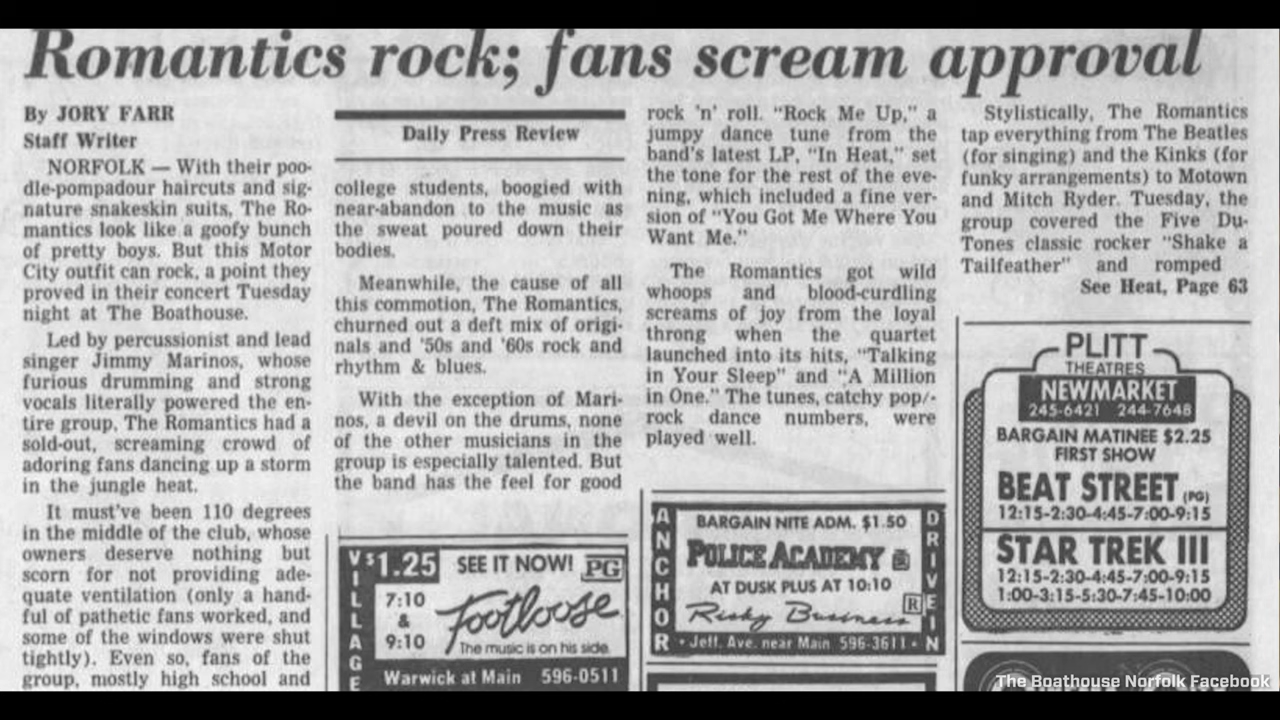 Romantics rock; fans scream approval
By JORY FARR
Staff Writer
NORFOLK — With their poo-
dle-pompadour haircuts and sig-
nature snakeskin suits, The Ro-
mantics look like a goofy bunch
of pretty boys. But this Motor
City outfit can rock, a point they
proved in their concert Tuesday
night at The Boathouse.
Led by percussionist and lead
singer Jimmy Marinos, whose
furious drumming and strong
vocals literally powered the en-
tire group, The Romantics had a
sold-out, screaming crowd of
adoring fans dancing up a storm
in the jungle heat.
It must've been 110 degrees
in the middle of the club, whose
owners deserve nothing but
scorn for not providing ade-
quate ventilation (only a hand-
ful of pathetic fans worked, and
some of the windows were shut
tightly). Even so, fans of the
group, mostly high school and
Daily Press Review
college students, boogied with
near-abandon to the music as
the sweat poured down their
bodies.
Meanwhile, the cause of all
this commotion, The Romantics,
churned out a deft mix of origi-
nals and '50s and '60s rock and
rhythm & blues.
With the exception of Mari-
nos, a devil on the drums, none
of the other musicians in the
group is especially talented. But
the band has the feel for good
rock 'n' roll. "Rock Me Up," a
jumpy dance tune from the
band's latest LP, "In Heat," set
the tone for the rest of the eve-
ning, which included a fine ver-
sion of "You Got Me Where You
Want Me."
The Romantics got wild
whoops and blood-curdling
screams of joy from the loyal
throng when the quartet
launched into its hits, "Talking
in Your Sleep" and "A Million
in One." The tunes, catchy pop/-
rock dance numbers, were
played well.
Stylistically, The Romantics
tap everything from The Beatles
(for singing) and the Kinks (for
funky arrangements) to Motown
and Mitch Ryder. Tuesday, the
group covered the Five Du-
Tones classic rocker "Shake a
Tailfeather" and romped
See Heat, Page 63
VILLAGE
$1.25
SEE IT NOW! PG
7:10
&
9:10
Footloose
The music is on his side.
Warwick at Main 596-0511
ANCHOR
BARGAIN NITE ADM. $1.50
POLICE ACADEMY R
AT DUSK PLUS AT 10:10
Risky Business R
• Jeff. Ave. near Main 596-3611 •
DRIVE IN
PLITT
THEATRES
NEWMARKET
245-6421 244-7648
BARGAIN MATINEE $2.25
FIRST SHOW
BEAT STREET (PG)
12:15-2:30-4:45-7:00-9:15
STAR TREK III
12:15-2:30-4:45-7:00-9:15
1:00-3:15-5:30-7:45-10:00
The Boathouse Norfolk Facebook